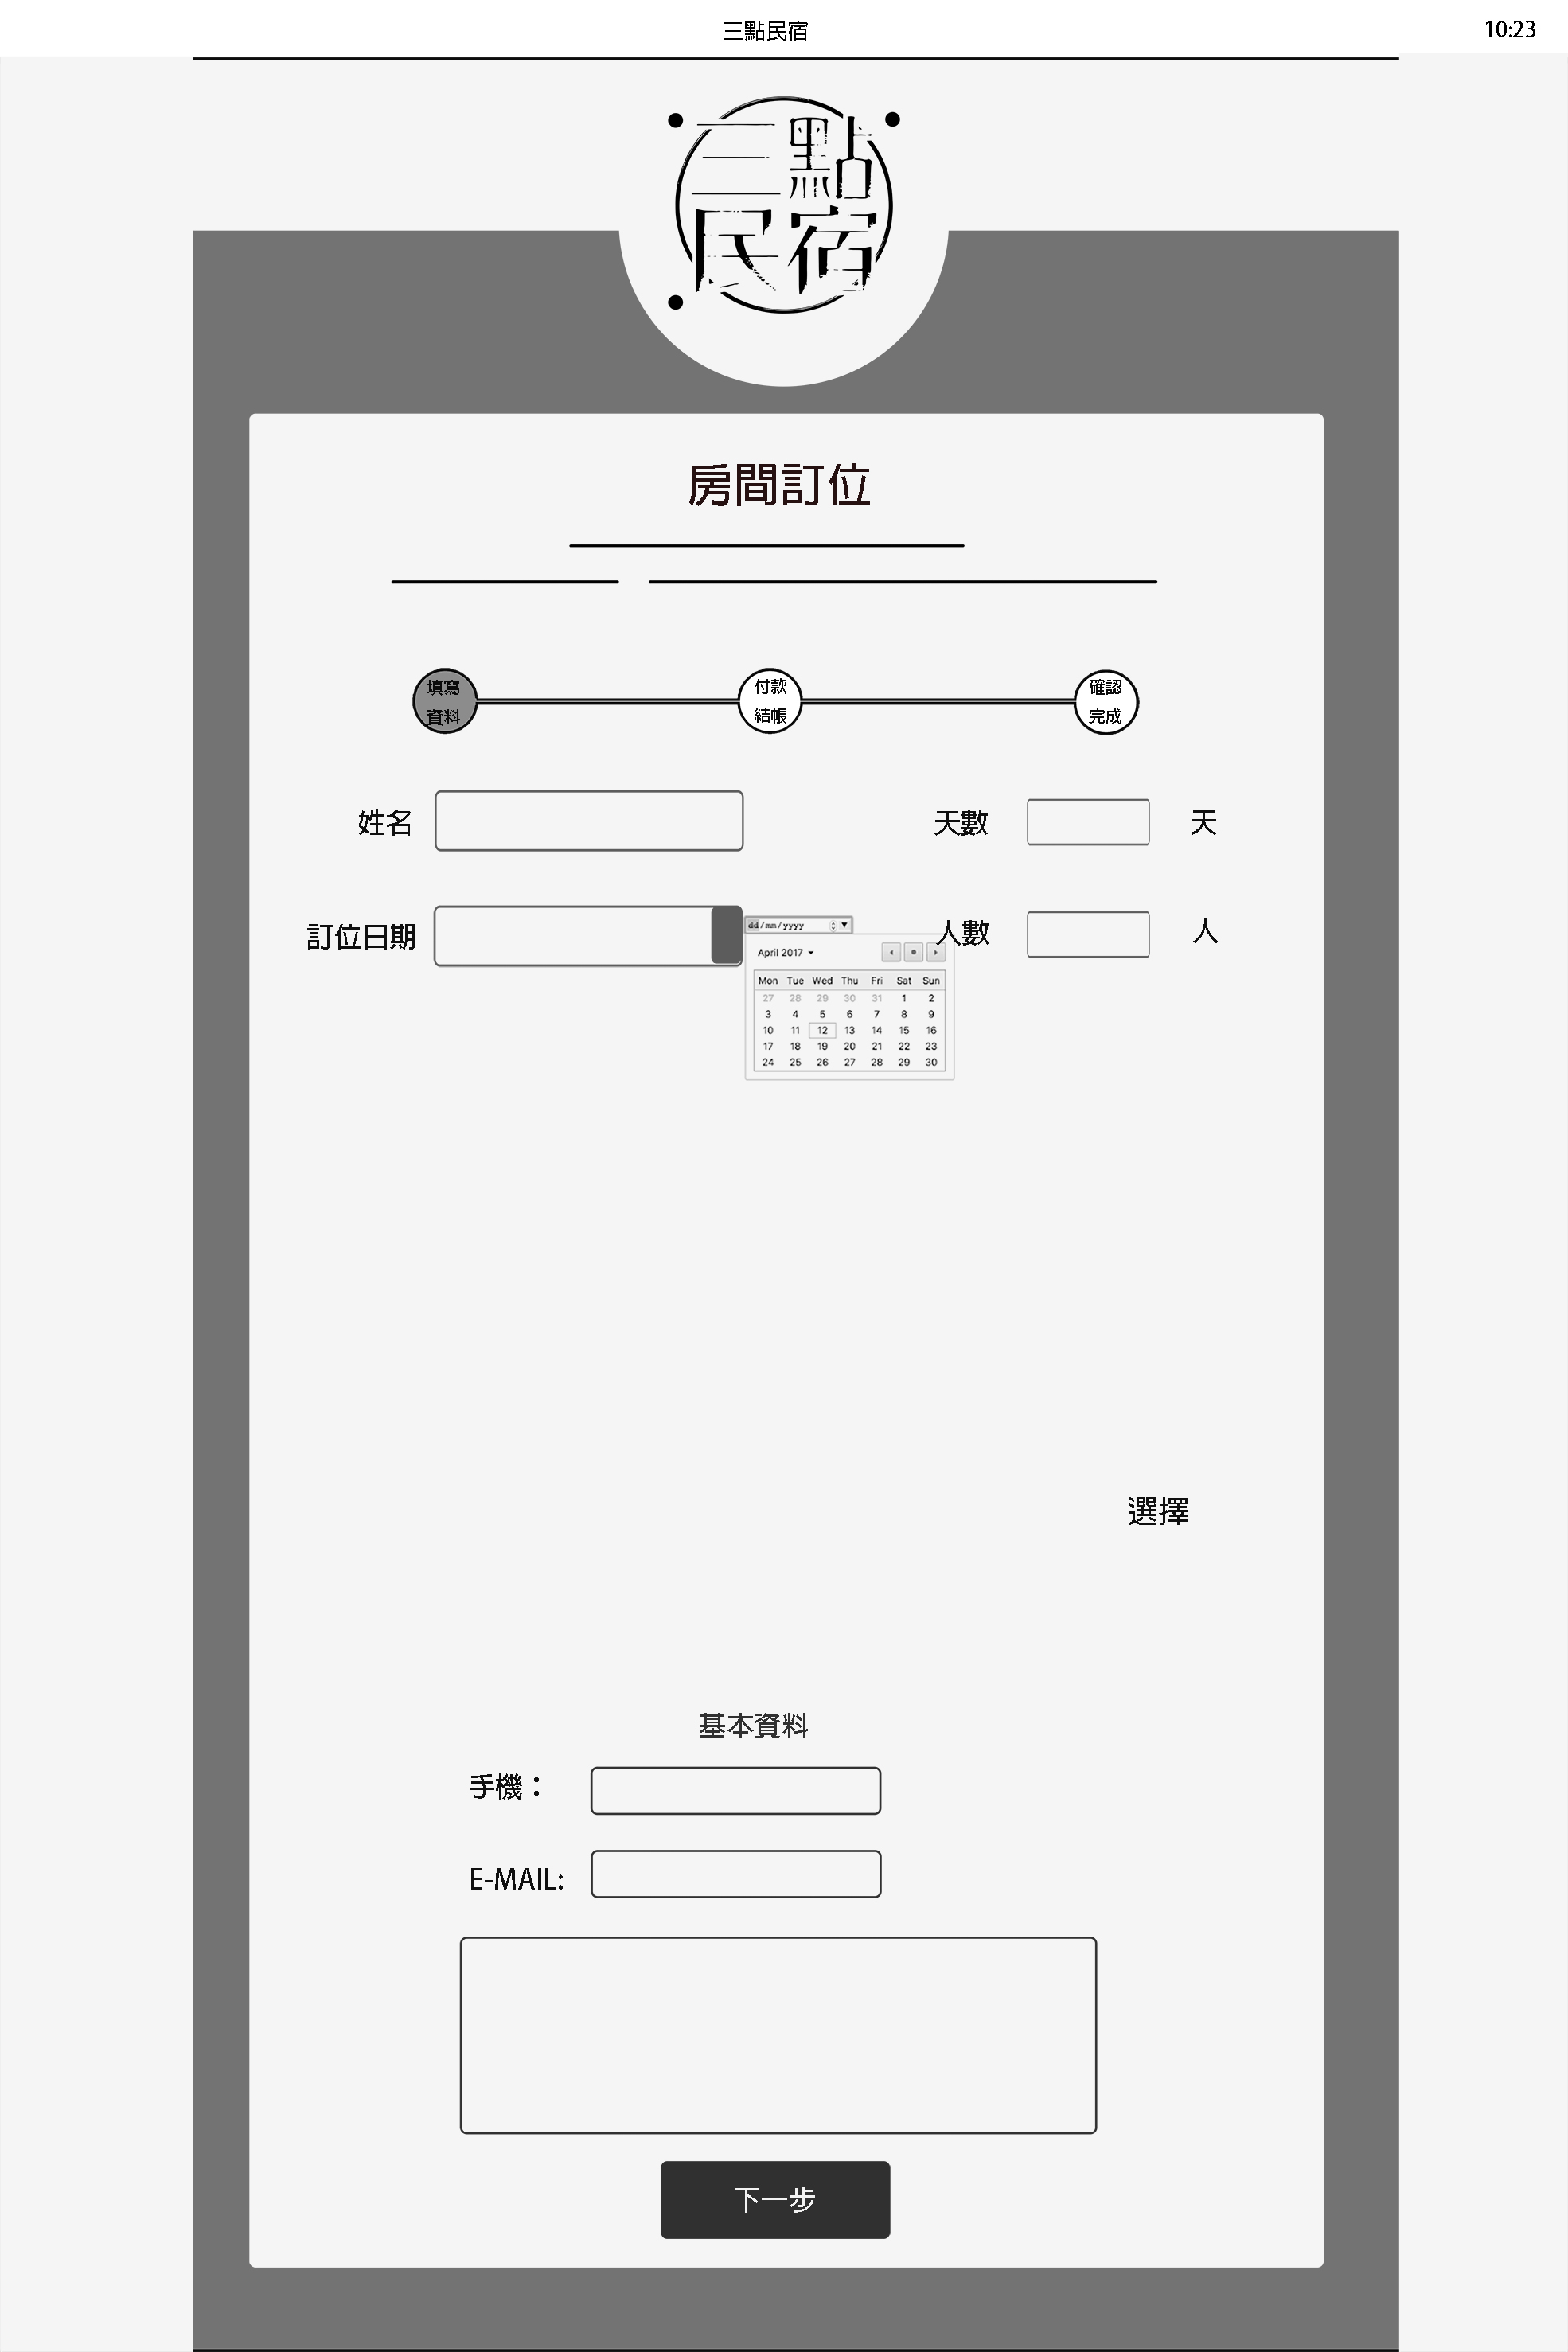 三點民宿
10:23
三點
民宿
房間訂位
填寫
資料
付款
結帳
確認
完成
姓名
天數
天
訂位日期
人數
人
dd/mm/yyyy
April 2017
Mon Tue Wed Thu Fri Sat Sun
27 28 29 30 31 1 2
3 4 5 6 7 8 9
10 11 12 13 14 15 16
17 18 19 20 21 22 23
24 25 26 27 28 29 30
選擇
基本資料
手機：
E-MAIL:
下一步